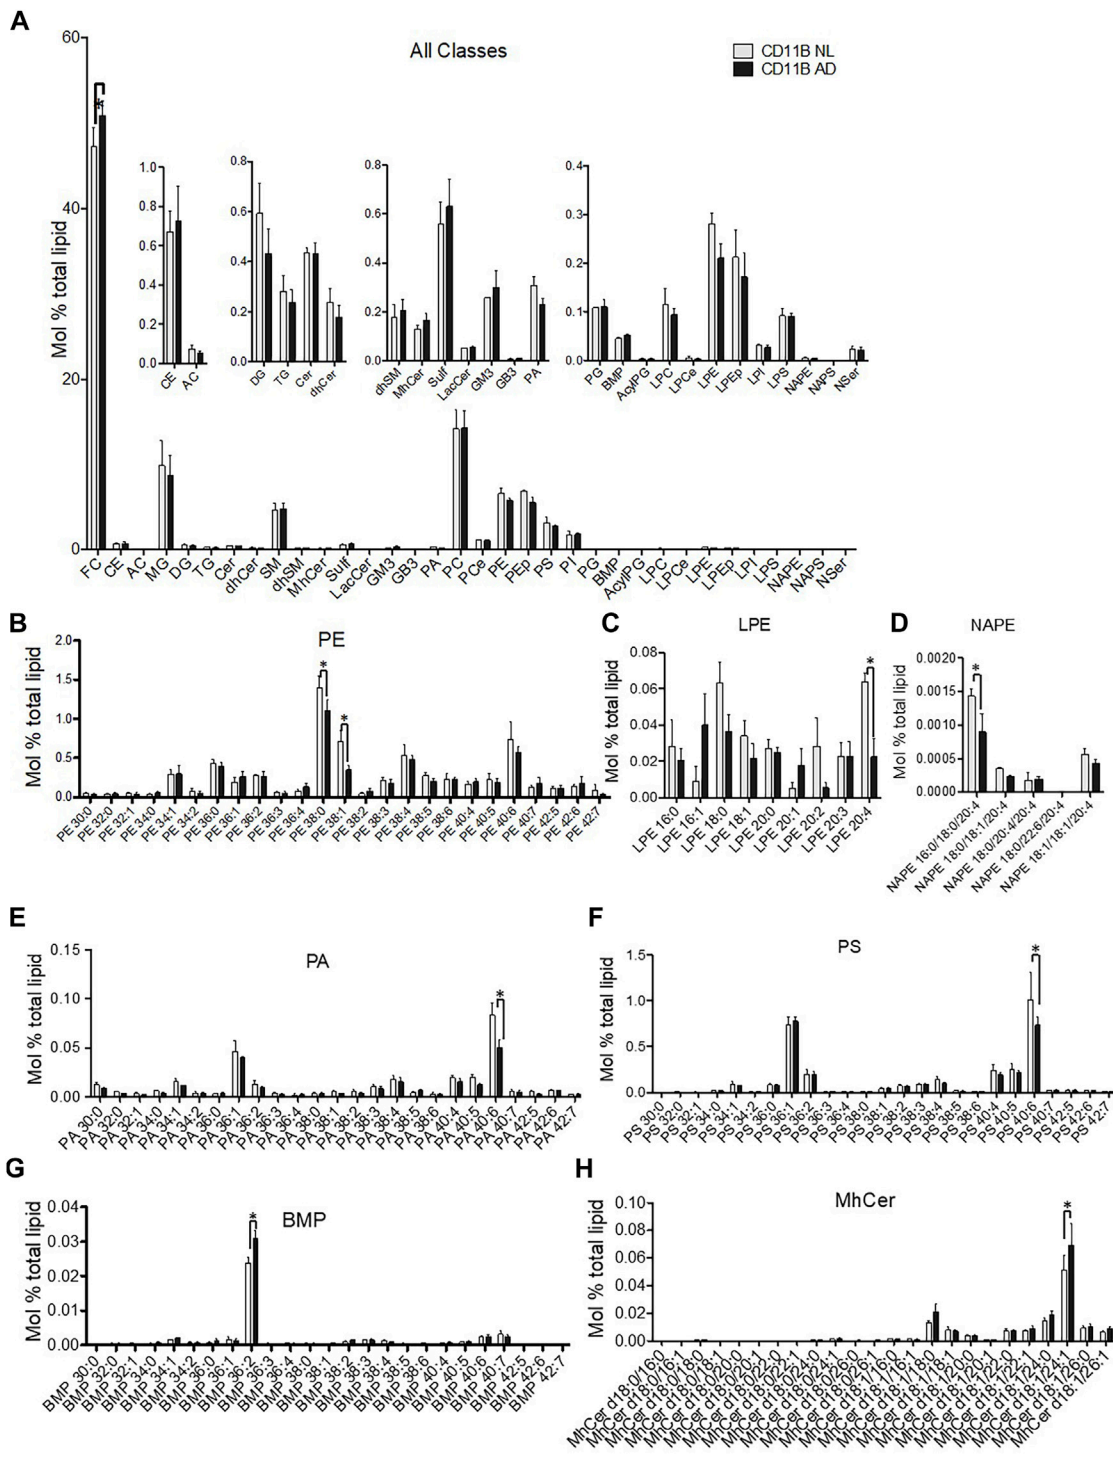 A
All Classes
CD11B NL
CD11B AD
Mol % total lipid
60
40
20
0
1.0
0.8
0.6
0.4
0.2
0.0
CE
AC
0.8
0.6
0.4
0.2
0.0
DG
TG
Cer
dhCer
0.8
0.6
0.4
0.2
0.0
dhSM
MhCer
Sulf
LacCer
GM3
GB3
PA
0.4
0.3
0.2
0.1
0.0
PG
BMP
AcylPG
LPC
LPCe
LPE
LPEp
LPI
LPS
NAPE
NAPS
NSer
*
FC
CE
AC
MG
DG
TG
Cer
dhCer
SM
dhSM
MhCer
Sulf
LacCer
GM3
GB3
PA
PC
PCe
PE
PEp
PS
PI
PG
BMP
AcylPG
LPC
LPCe
LPE
LPEp
LPI
LPS
NAPE
NAPS
NSer
B
PE
Mol % total lipid
2.0
1.5
1.0
0.5
0.0
*
*
PE 30:0
PE 32:0
PE 32:1
PE 34:0
PE 34:1
PE 34:2
PE 36:0
PE 36:1
PE 36:2
PE 36:3
PE 36:4
PE 38:0
PE 38:1
PE 38:2
PE 38:3
PE 38:4
PE 38:5
PE 38:6
PE 40:4
PE 40:5
PE 40:6
PE 40:7
PE 42:5
PE 42:6
PE 42:7
C
LPE
Mol % total lipid
0.08
0.06
0.04
0.02
0.00
*
LPE 16:0
LPE 16:1
LPE 18:0
LPE 18:1
LPE 20:0
LPE 20:1
LPE 20:2
LPE 20:3
LPE 20:4
D
NAPE
Mol % total lipid
0.0020
0.0015
0.0010
0.0005
0.0000
*
NAPE 16:0/18:0/20:4
NAPE 18:0/18:1/20:4
NAPE 18:0/20:4/20:4
NAPE 18:0/22:6/20:4
NAPE 18:1/18:1/20:4
E
PA
Mol % total lipid
0.15
0.10
0.05
0.00
*
PA 30:0
PA 32:0
PA 32:1
PA 34:0
PA 34:1
PA 34:2
PA 36:0
PA 36:1
PA 36:2
PA 36:3
PA 36:4
PA 38:0
PA 38:1
PA 38:2
PA 38:3
PA 38:4
PA 38:5
PA 38:6
PA 40:4
PA 40:5
PA 40:6
PA 40:7
PA 42:5
PA 42:6
PA 42:7
F
PS
Mol % total lipid
1.5
1.0
0.5
0.0
*
PS 30:0
PS 32:0
PS 32:1
PS 34:0
PS 34:1
PS 34:2
PS 36:0
PS 36:1
PS 36:2
PS 36:3
PS 36:4
PS 38:0
PS 38:1
PS 38:2
PS 38:3
PS 38:4
PS 38:5
PS 38:6
PS 40:4
PS 40:5
PS 40:6
PS 40:7
PS 42:5
PS 42:6
PS 42:7
G
BMP
Mol % total lipid
0.04
0.03
0.02
0.01
0.00
*
BMP 30:0
BMP 32:0
BMP 32:1
BMP 34:0
BMP 34:1
BMP 34:2
BMP 36:0
BMP 36:1
BMP 36:2
BMP 36:3
BMP 36:4
BMP 38:0
BMP 38:1
BMP 38:2
BMP 38:3
BMP 38:4
BMP 38:5
BMP 38:6
BMP 40:4
BMP 40:5
BMP 40:6
BMP 40:7
BMP 42:5
BMP 42:6
BMP 42:7
H
MhCer
Mol % total lipid
0.10
0.08
0.06
0.04
0.02
0.00
*
MhCer d18:0/16:0
MhCer d18:0/16:1
MhCer d18:0/18:0
MhCer d18:0/18:1
MhCer d18:0/20:0
MhCer d18:0/20:1
MhCer d18:0/22:0
MhCer d18:0/22:1
MhCer d18:0/24:0
MhCer d18:0/24:1
MhCer d18:0/26:0
MhCer d18:0/26:1
MhCer d18:1/16:0
MhCer d18:1/16:1
MhCer d18:1/18:0
MhCer d18:1/18:1
MhCer d18:1/20:0
MhCer d18:1/20:1
MhCer d18:1/22:0
MhCer d18:1/22:1
MhCer d18:1/24:0
MhCer d18:1/24:1
MhCer d18:1/26:0
MhCer d18:1/26:1